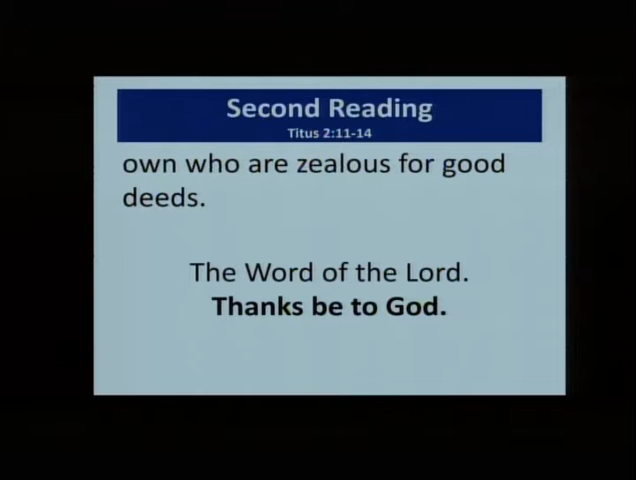 Second Reading
Titus 2:11-14
own who are zealous for good
deeds.
The Word of the Lord.
Thanks be to God.